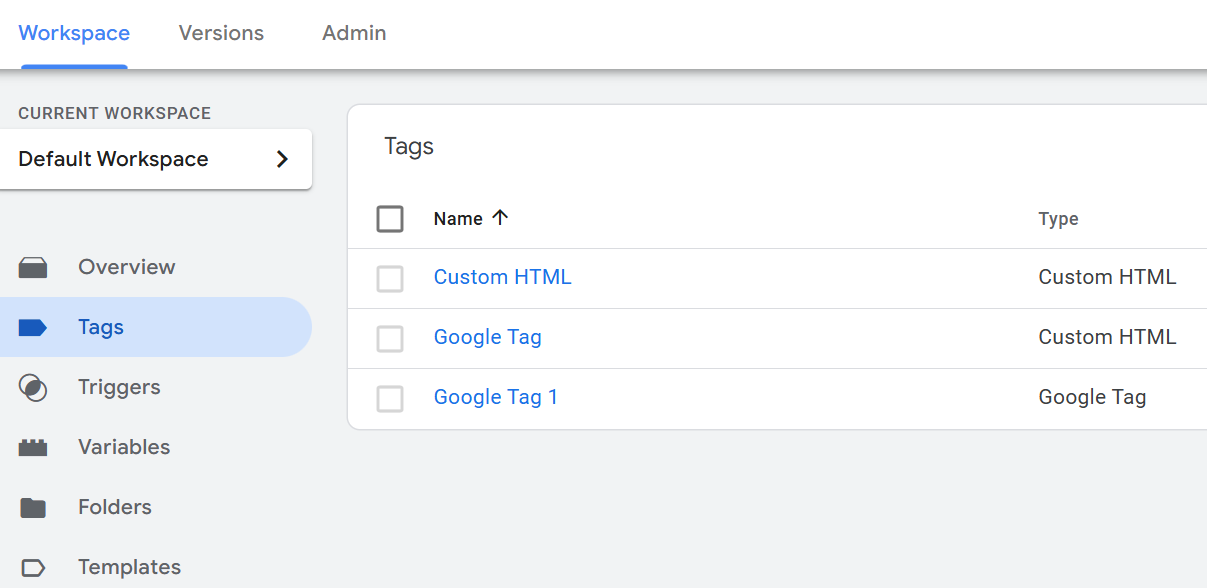 Workspace Versions Admin
CURRENT WORKSPACE
Default Workspace
Overview
Tags
Triggers
Variables
Folders
Templates
Tags
Name Type
Custom HTML Custom HTML
Google Tag Custom HTML
Google Tag 1 Google Tag